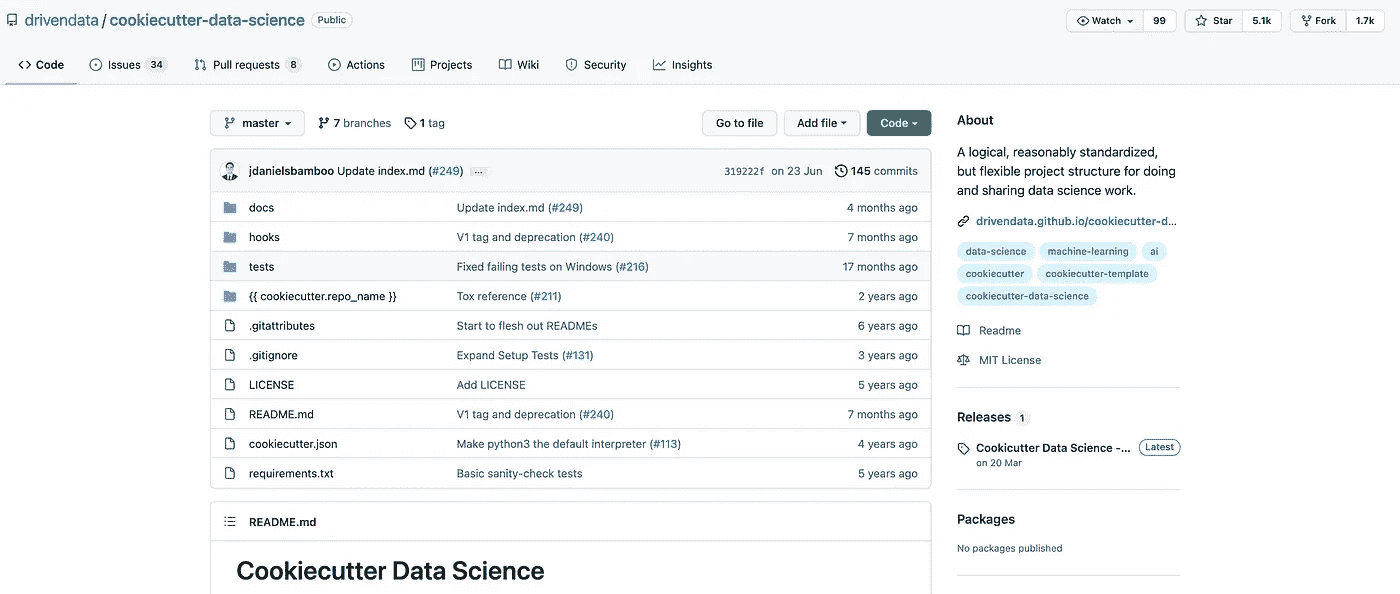 drivendata / cookiecutter-data-science Public Watch 99 Star 5.1k Fork 1.7k
<> Code Issues 34 Pull requests 8 Actions Projects Wiki Security Insights
master 7 branches 1 tag Go to file Add file Code
jdanielsbamboo Update index.md (#249) ... 319222f on 23 Jun 145 commits
docs Update index.md (#249) 4 months ago
hooks V1 tag and deprecation (#240) 7 months ago
tests Fixed failing tests on Windows (#216) 17 months ago
{{ cookiecutter.repo_name }} Tox reference (#211) 2 years ago
.gitattributes Start to flesh out READMEs 6 years ago
.gitignore Expand Setup Tests (#131) 3 years ago
LICENSE Add LICENSE 5 years ago
README.md V1 tag and deprecation (#240) 7 months ago
cookiecutter.json Make python3 the default interpreter (#113) 4 years ago
requirements.txt Basic sanity-check tests 5 years ago
README.md
Cookiecutter Data Science
About
A logical, reasonably standardized,
but flexible project structure for doing
and sharing data science work.
drivendata.github.io/cookiecutter-d...
data-science machine-learning ai
cookiecutter cookiecutter-template
cookiecutter-data-science
Readme
MIT License
Releases 1
Cookicutter Data Science -... Latest
on 20 Mar
Packages
No packages published